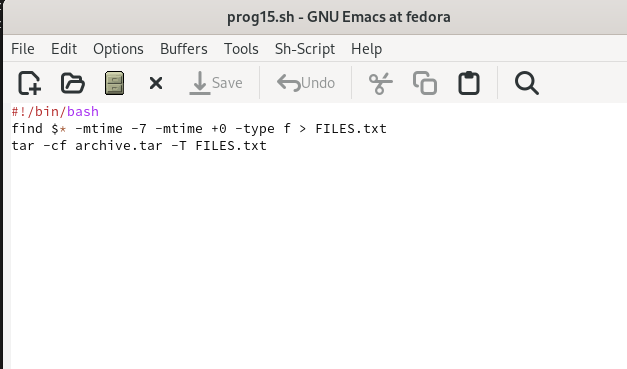 prog15.sh - GNU Emacs at fedora
File Edit Options Buffers Tools Sh-Script Help
Save Undo
#!/bin/bash
find $* -mtime -7 -mtime +0 -type f > FILES.txt
tar -cf archive.tar -T FILES.txt